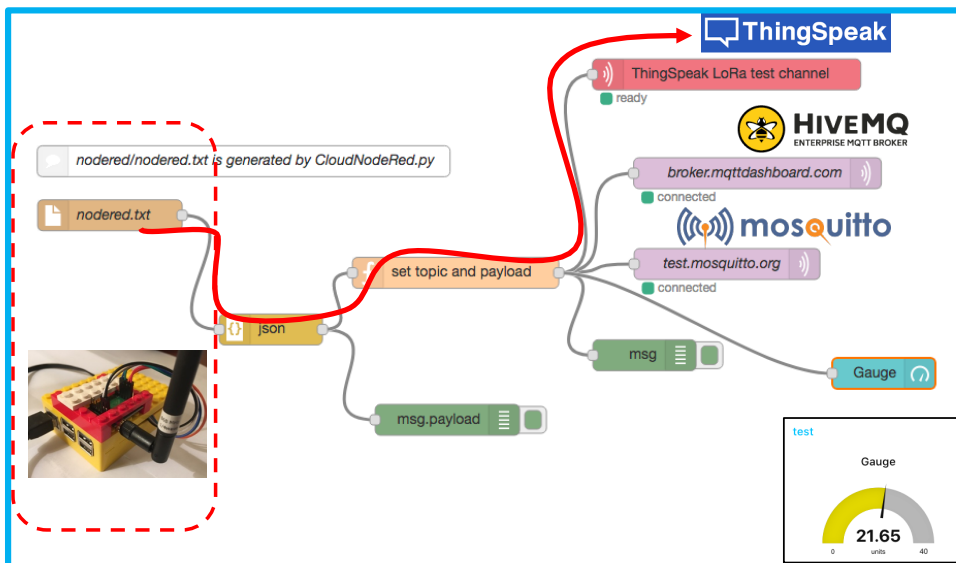 ThingSpeak
ThingSpeak LoRa test channel
ready
HIVEMQ
ENTERPRISE MQTT BROKER
nodered/nodered.txt is generated by CloudNodeRed.py
broker.mqttdashboard.com
connected
nodered.txt
mosquitto
set topic and payload
test.mosquitto.org
connected
{} json
msg
Gauge
msg.payload
test
Gauge
21.65
0 units 40